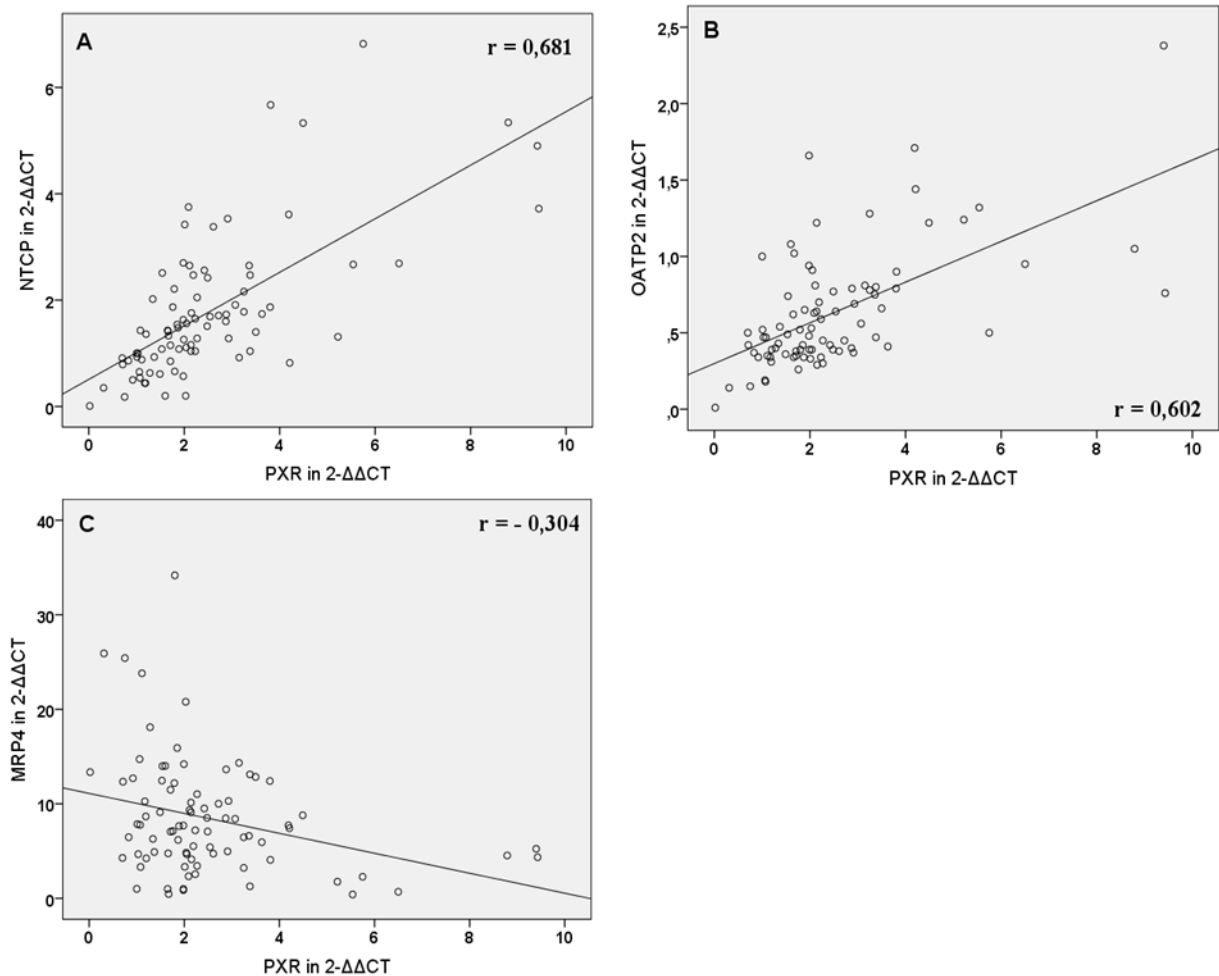 A
r = 0,681
NTCP in 2-ΔΔCT
6
4
2
0
0 2 4 6 8 10
PXR in 2-ΔΔCT
B
OATP2 in 2-ΔΔCT
2,5
2,0
1,5
1,0
,5
,0
r = 0,602
0 2 4 6 8 10
PXR in 2-ΔΔCT
C
r = - 0,304
MRP4 in 2-ΔΔCT
40
30
20
10
0
0 2 4 6 8 10
PXR in 2-ΔΔCT